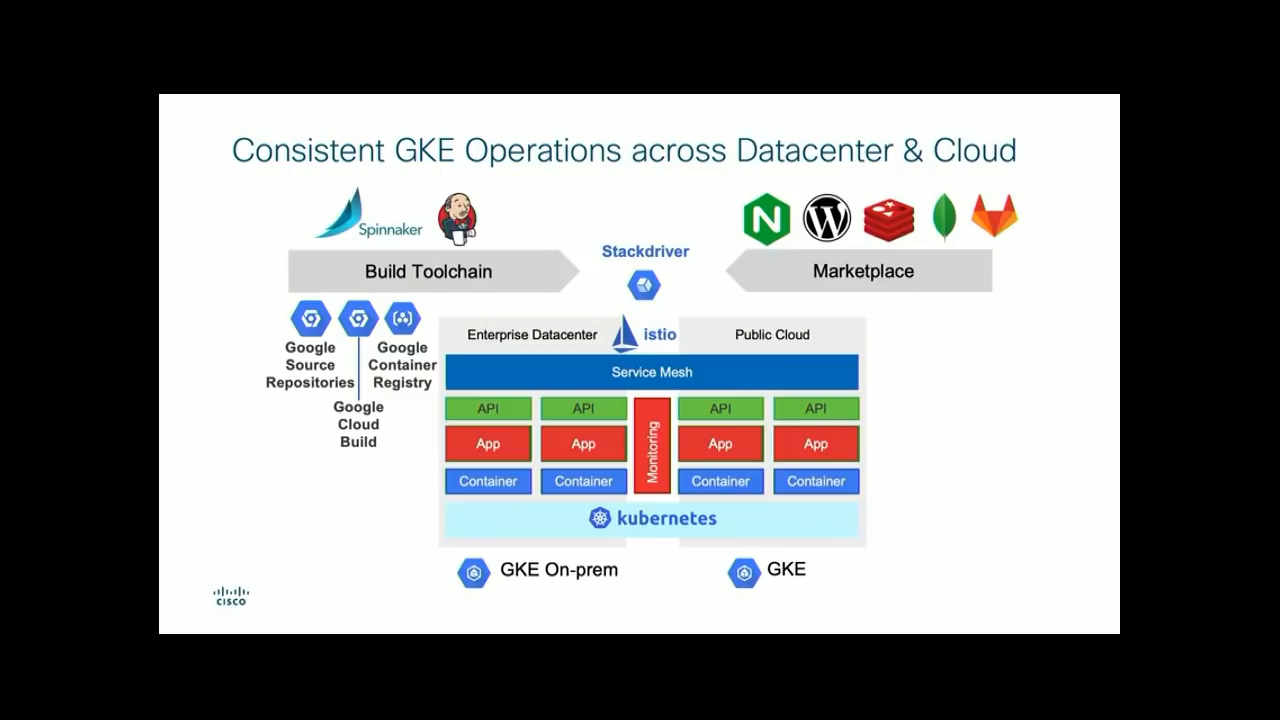 Consistent GKE Operations across Datacenter & Cloud
Spinnaker
N
W
Stackdriver
Build Toolchain
Marketplace
Enterprise Datacenter
istio
Public Cloud
Google
Source
Repositories
Google
Container
Registry
Google
Cloud
Build
Service Mesh
API
API
API
API
App
App
Monitoring
App
App
Container
Container
Container
Container
kubernetes
GKE On-prem
GKE
CISCO